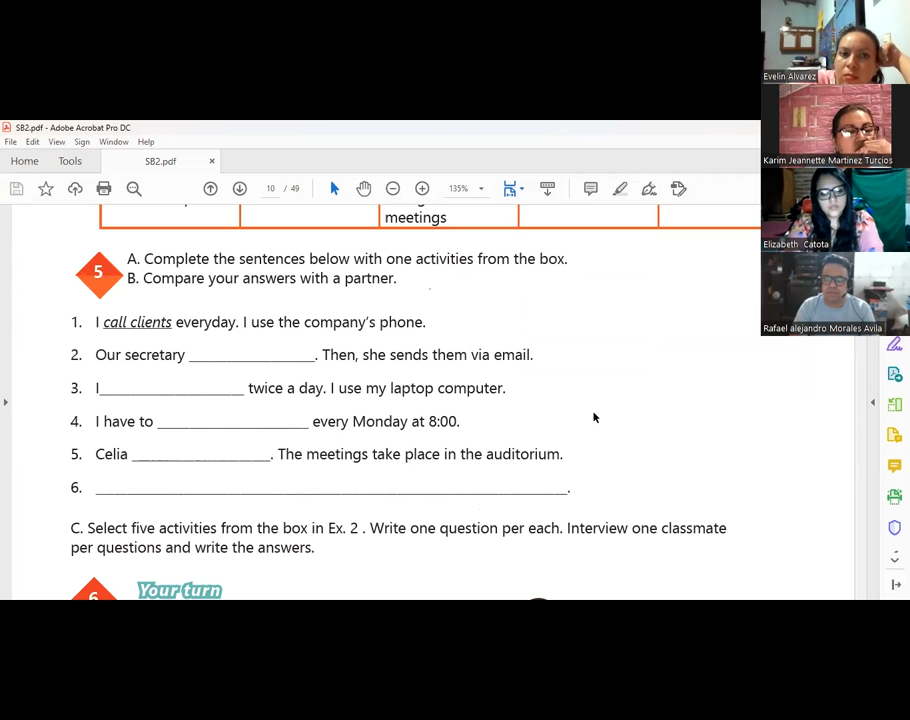 SB2.pdf - Adobe Acrobat Pro DC
File Edit View Sign Window Help
Home Tools SB2.pdf ×
10 / 49 135%
meetings
5 A. Complete the sentences below with one activities from the box.
B. Compare your answers with a partner.
1. I call clients everyday. I use the company's phone.
2. Our secretary _______________. Then, she sends them via email.
3. I_________________ twice a day. I use my laptop computer.
4. I have to __________________ every Monday at 8:00.
5. Celia _________________. The meetings take place in the auditorium.
6. ________________________________________________________.
C. Select five activities from the box in Ex. 2 . Write one question per each. Interview one classmate
per questions and write the answers.
6 Your turn
Evelin Alvarez
Karim Jeannette Martinez Turcios
Elizabeth Catota
Rafael alejandro Morales Avila